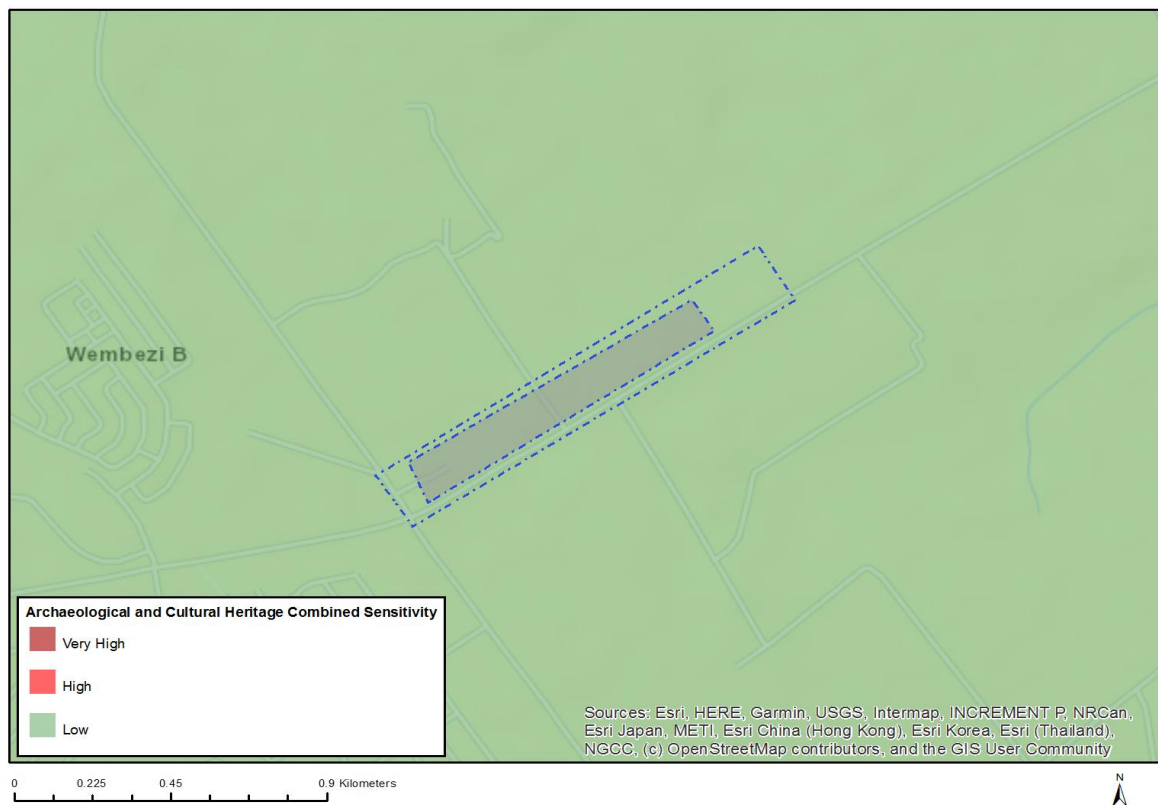 Wembezi B
Archaeological and Cultural Heritage Combined Sensitivity
Very High
High
Low
Sources: Esri, HERE, Garmin, USGS, Intermap, INCREMENT P, NRCan,
Esri Japan, METI, Esri China (Hong Kong), Esri Korea, Esri (Thailand),
NGCC, (c) OpenStreetMap contributors, and the GIS User Community
0 0.225 0.45 0.9 Kilometers
N